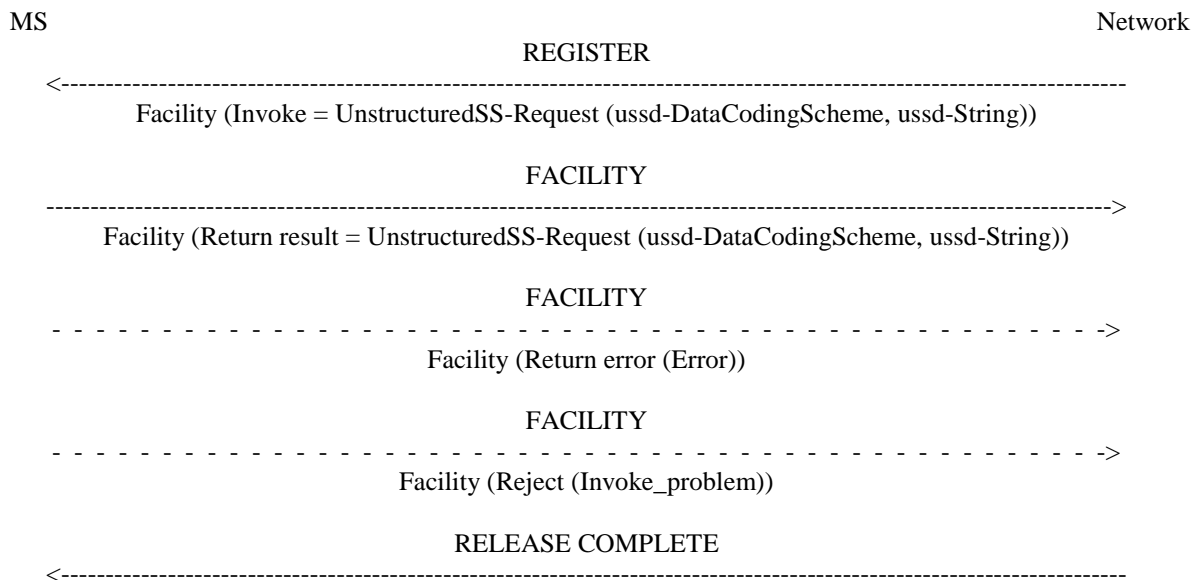 MS Network
REGISTER
<------------------------------------------------------------------------------------------------------------------------
Facility (Invoke = UnstructuredSS-Request (ussd-DataCodingScheme, ussd-String))
FACILITY
------------------------------------------------------------------------------------------------------------------------>
Facility (Return result = UnstructuredSS-Request (ussd-DataCodingScheme, ussd-String))
FACILITY
- - - - - - - - - - - - - - - - - - - - - - - - - - - - - - - - - - - - - - - - - - - - - - - - - - - - - - - - - ->
Facility (Return error (Error))
FACILITY
- - - - - - - - - - - - - - - - - - - - - - - - - - - - - - - - - - - - - - - - - - - - - - - - - - - - - - - - - ->
Facility (Reject (Invoke_problem))
RELEASE COMPLETE
<------------------------------------------------------------------------------------------------------------------------